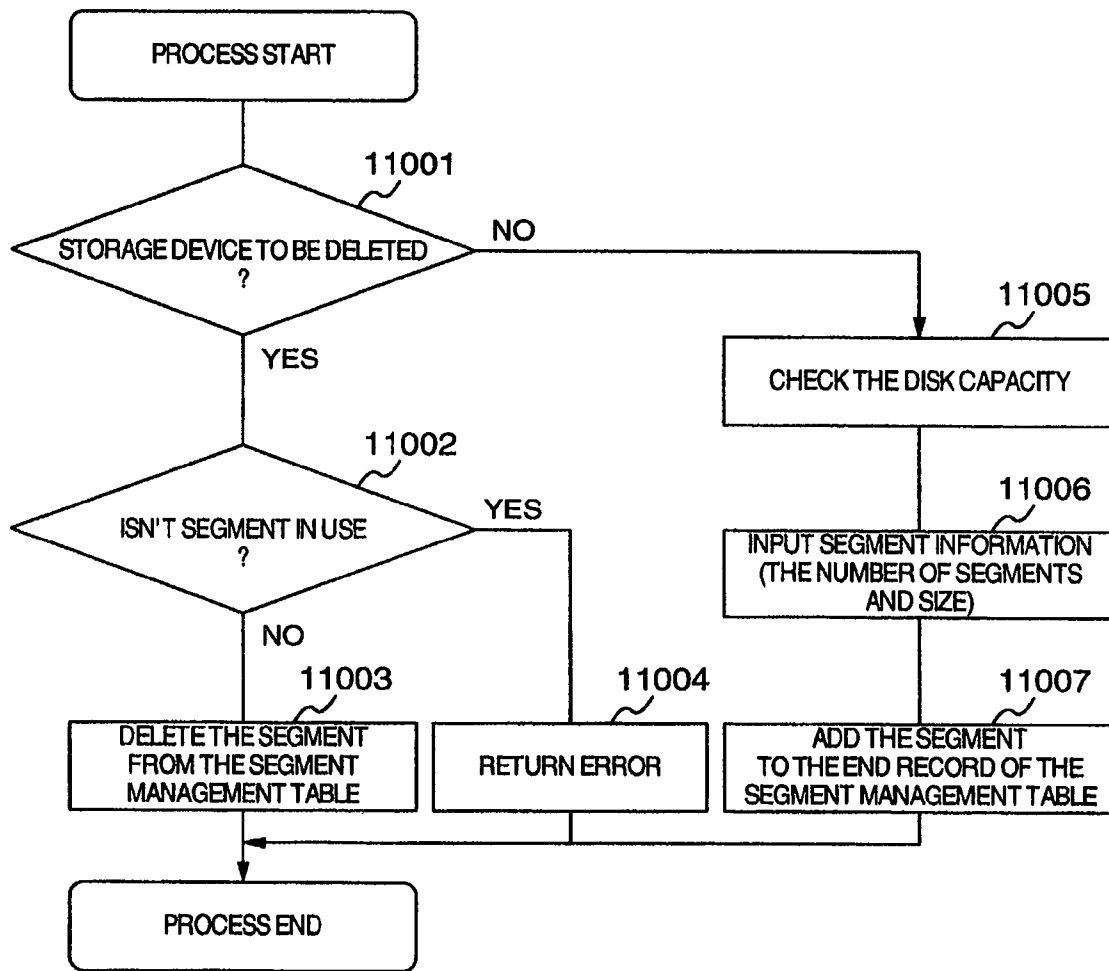 PROCESS START
11001
STORAGE DEVICE TO BE DELETED
?
NO
YES
11005
CHECK THE DISK CAPACITY
11002
ISN'T SEGMENT IN USE
?
YES
NO
11006
INPUT SEGMENT INFORMATION
(THE NUMBER OF SEGMENTS
AND SIZE)
11003
DELETE THE SEGMENT
FROM THE SEGMENT
MANAGEMENT TABLE
11004
RETURN ERROR
11007
ADD THE SEGMENT
TO THE END RECORD OF THE
SEGMENT MANAGEMENT TABLE
PROCESS END